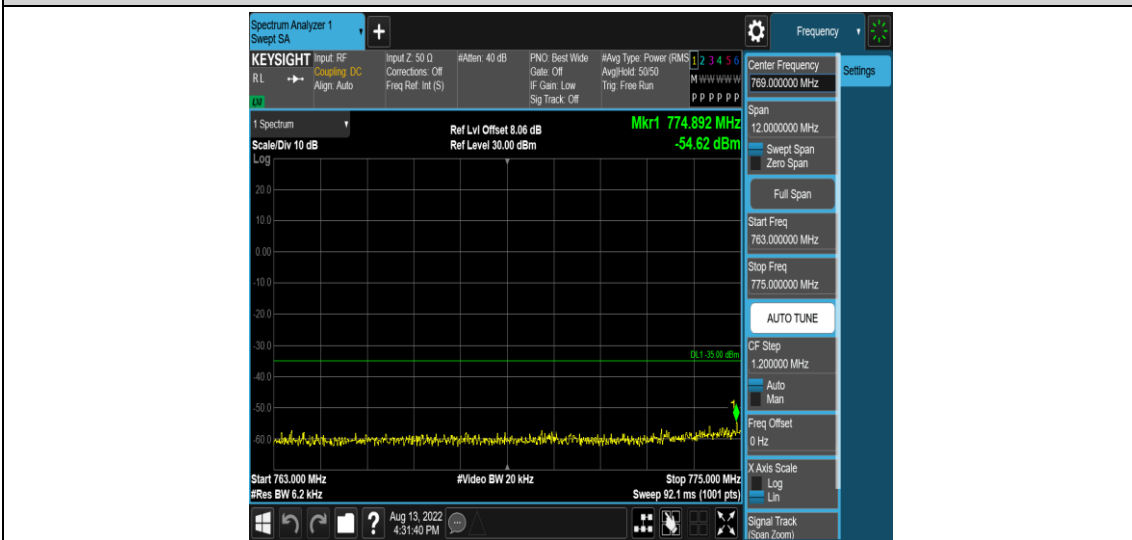 Spectrum Analyzer 1
Swept SA
+
Frequency
KEYSIGHT
RL
LXI
Input: RF
Coupling: DC
Align: Auto
Input Z: 50 Ω
Corrections: Off
Freq Ref: Int (S)
#Atten: 40 dB
PNO: Best Wide
Gate: Off
IF Gain: Low
Sig Track: Off
#Avg Type: Power (RMS
Avg|Hold: 50/50
Trig: Free Run
1 2 3 4 5 6
M W W W W W
P P P P P P
1 Spectrum
Scale/Div 10 dB
Log
Ref Lvl Offset 8.06 dB
Ref Level 30.00 dBm
Mkr1 774.892 MHz
-54.62 dBm
20.0
10.0
0.00
-10.0
-20.0
-30.0
-40.0
-50.0
-60.0
DL1 -35.00 dBm
1
Start 763.000 MHz
#Res BW 6.2 kHz
#Video BW 20 kHz
Stop 775.000 MHz
Sweep 92.1 ms (1001 pts)
Center Frequency
769.000000 MHz
Settings
Span
12.0000000 MHz
Swept Span
Zero Span
Full Span
Start Freq
763.000000 MHz
Stop Freq
775.000000 MHz
AUTO TUNE
CF Step
1.200000 MHz
Auto
Man
Freq Offset
0 Hz
X Axis Scale
Log
Lin
Signal Track
(Span Zoom)
?
Aug 13, 2022
4:31:40 PM